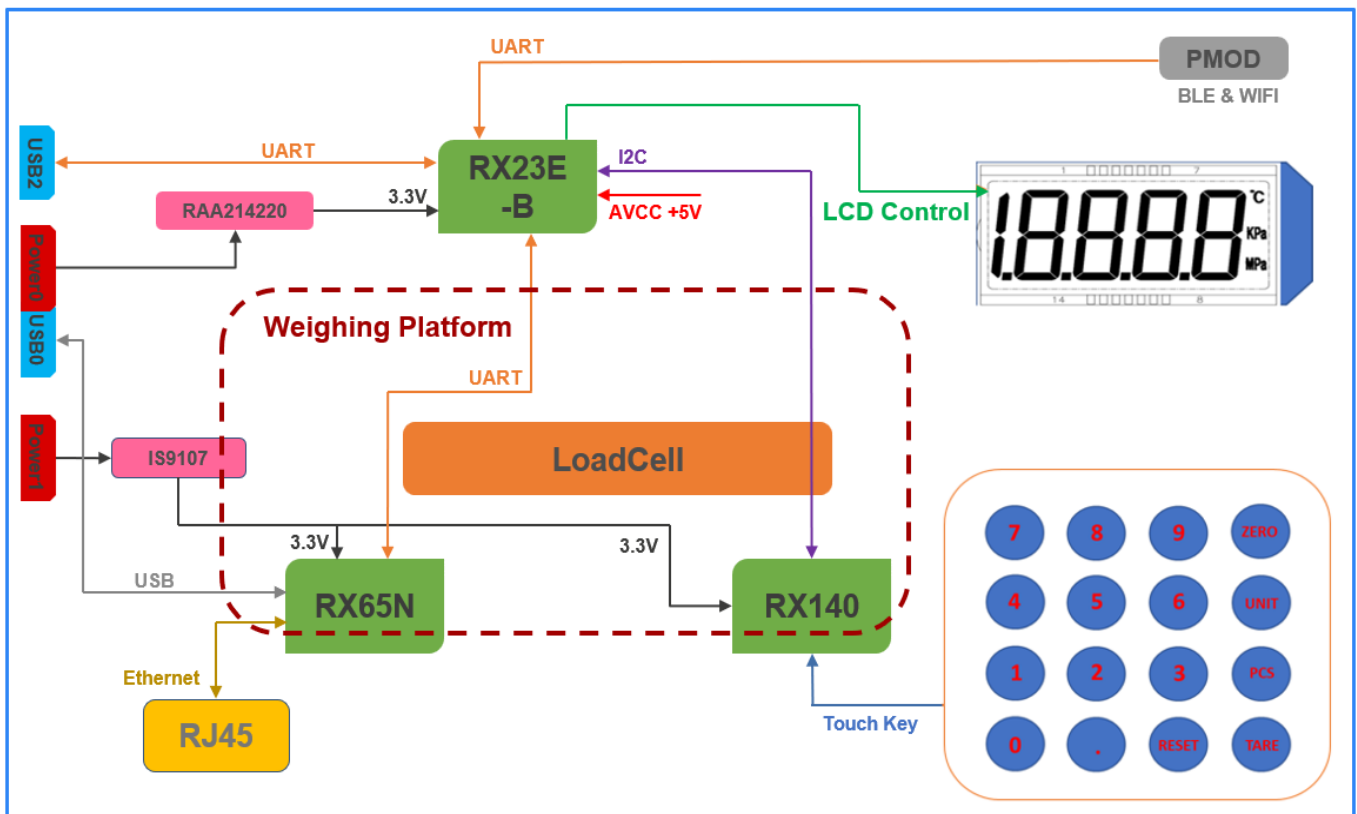 UART
PMOD
BLE & WIFI
USB2
UART
RX23E
-B
I2C
AVCC +5V
RAA214220
3.3V
LCD Control
1
7
18.8.8.8
°C
KPa
MPa
14
8
Power0
USB0
Weighing Platform
UART
LoadCell
Power1
IS9107
3.3V
3.3V
USB
RX65N
RX140
Ethernet
RJ45
Touch Key
7 8 9 ZERO
4 5 6 UNIT
1 2 3 PCS
0 . RESET TARE